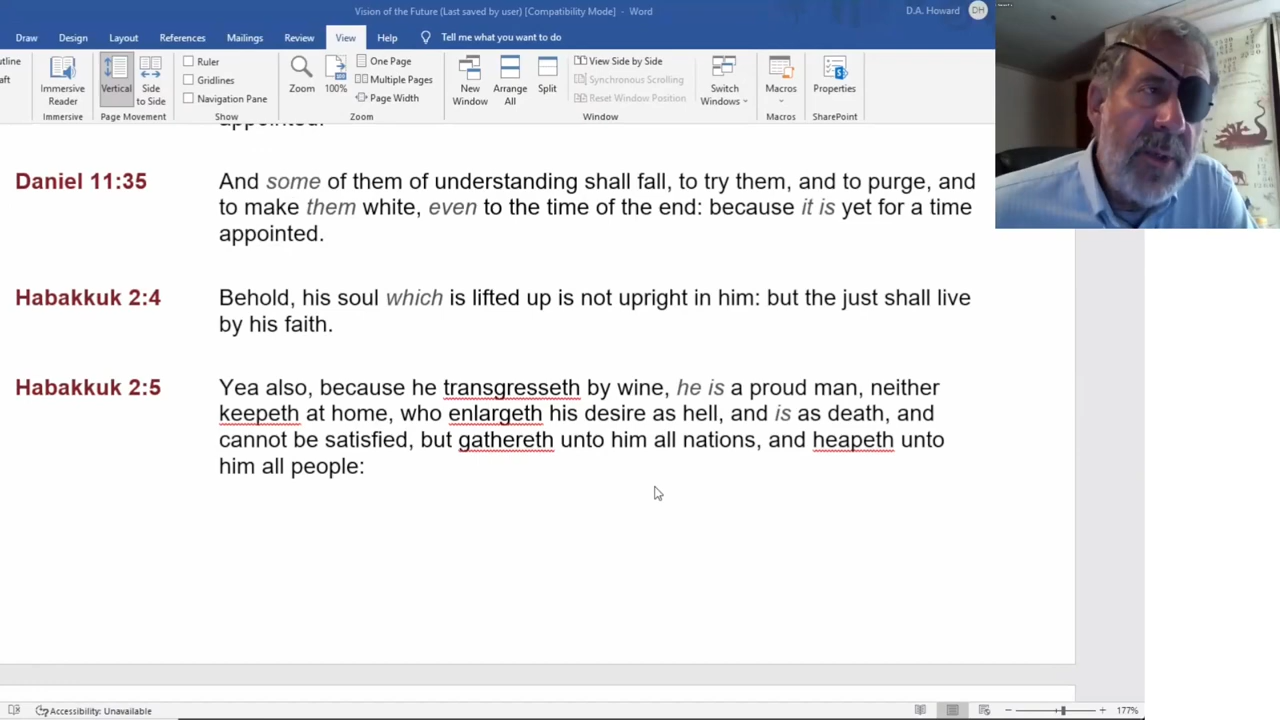 Vision of the Future (Last saved by user) [Compatibility Mode] - Word
D.A. Howard DH
Draw Design Layout References Mailings Review View Help Tell me what you want to do
Ruler
Gridlines
Navigation Pane
Immersive Reader
Vertical
Side to Side
Zoom
100%
One Page
Multiple Pages
Page Width
New Window
Arrange All
Split
View Side by Side
Synchronous Scrolling
Reset Window Position
Switch Windows
Macros
Properties
Immersive Page Movement Show Zoom Window Macros SharePoint
appointed.
Daniel 11:35 And some of them of understanding shall fall, to try them, and to purge, and
to make them white, even to the time of the end: because it is yet for a time
appointed.
Habakkuk 2:4 Behold, his soul which is lifted up is not upright in him: but the just shall live
by his faith.
Habakkuk 2:5 Yea also, because he transgresseth by wine, he is a proud man, neither
keepeth at home, who enlargeth his desire as hell, and is as death, and
cannot be satisfied, but gathereth unto him all nations, and heapeth unto
him all people:
Accessibility: Unavailable
177%